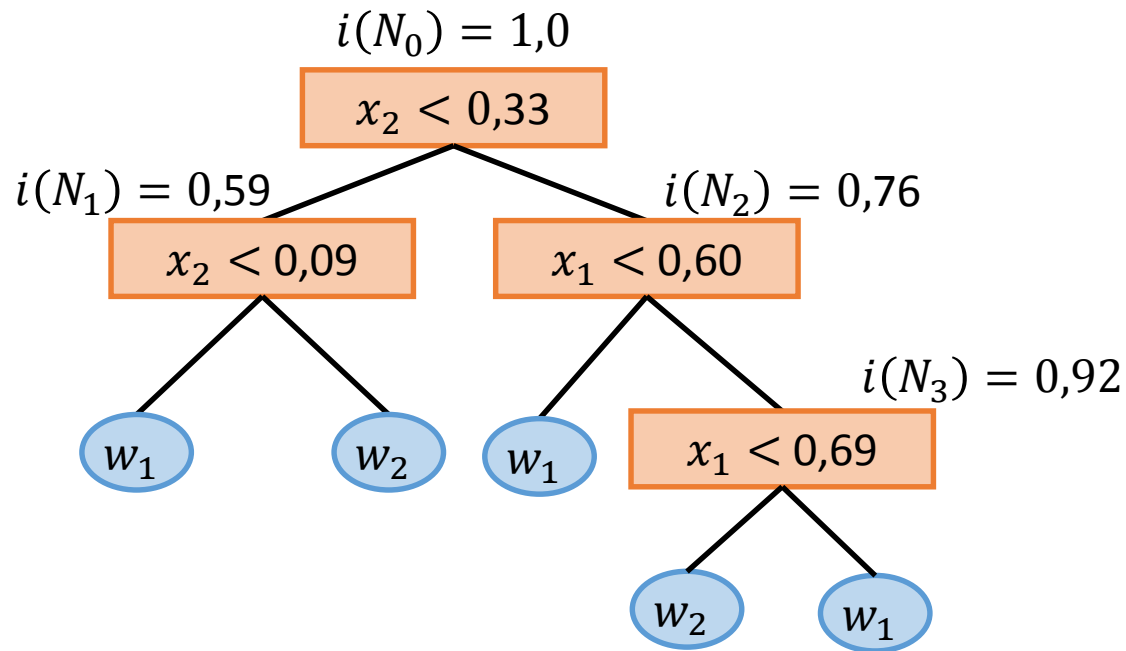 i(N₀) = 1,0
x₂ < 0,33
i(N₁) = 0,59
i(N₂) = 0,76
x₂ < 0,09
x₁ < 0,60
i(N₃) = 0,92
w₁
w₂
w₁
x₁ < 0,69
w₂
w₁